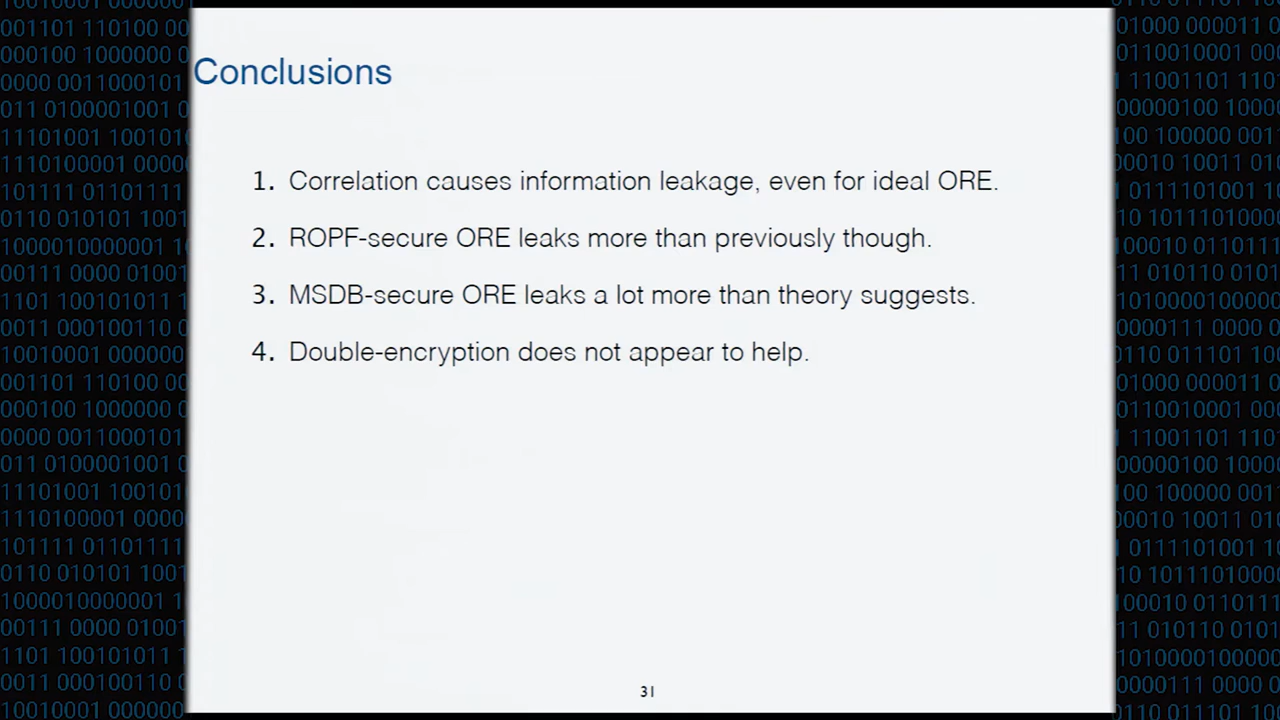 Conclusions
1. Correlation causes information leakage, even for ideal ORE.
2. ROPF-secure ORE leaks more than previously though.
3. MSDB-secure ORE leaks a lot more than theory suggests.
4. Double-encryption does not appear to help.
31